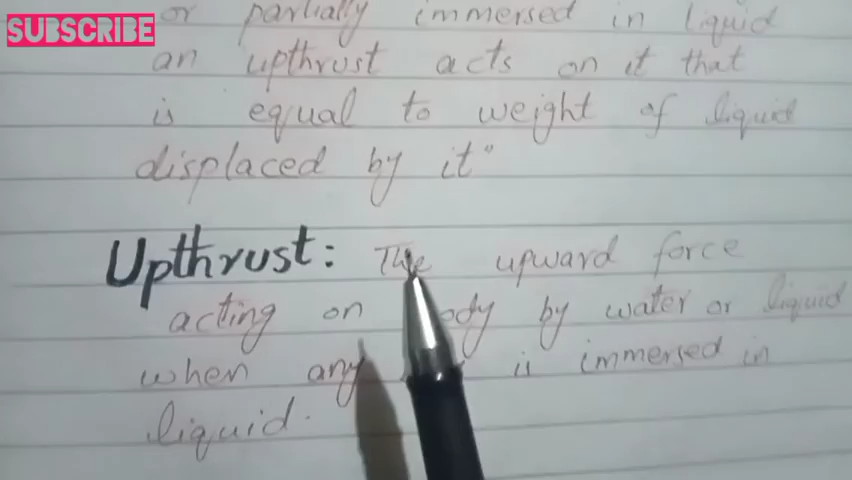 SUBSCRIBE
or partially immersed in liquid
an upthrust acts on it that
is equal to weight of liquid
displaced by it"
Upthrust: The upward force
acting on ody by water or liquid
when any is immersed in
liquid.